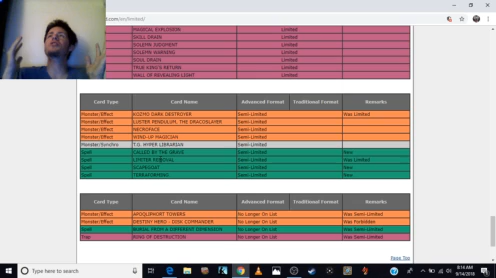 d.com/en/limited/
MAGICAL EXPLOSION Limited
SKILL DRAIN Limited
SOLEMN JUDGMENT Limited
SOLEMN WARNING Limited
SOUL DRAIN Limited
TRUE KING'S RETURN Limited
WALL OF REVEALING LIGHT Limited
Card Type Card Name Advanced Format Traditional Format Remarks
Monster/Effect KOZMO DARK DESTROYER Semi-Limited Was Limited
Monster/Effect LUSTER PENDULUM, THE DRACOSLAYER Semi-Limited
Monster/Effect NECROFACE Semi-Limited
Monster/Effect WIND-UP MAGICIAN Semi-Limited
Monster/Synchro T.G. HYPER LIBRARIAN Semi-Limited
Spell CALLED BY THE GRAVE Semi-Limited New
Spell LIMITER REMOVAL Semi-Limited Was Limited
Spell SCAPEGOAT Semi-Limited New
Spell TERRAFORMING Semi-Limited New
Card Type Card Name Advanced Format Traditional Format Remarks
Monster/Effect APOQLIPHORT TOWERS No Longer On List Was Semi-Limited
Monster/Effect DESTINY HERO - DISK COMMANDER No Longer On List Was Forbidden
Spell BURIAL FROM A DIFFERENT DIMENSION No Longer On List Was Semi-Limited
Trap RING OF DESTRUCTION No Longer On List Was Semi-Limited
Page Top
Type here to search
8:14 AM
9/14/2018